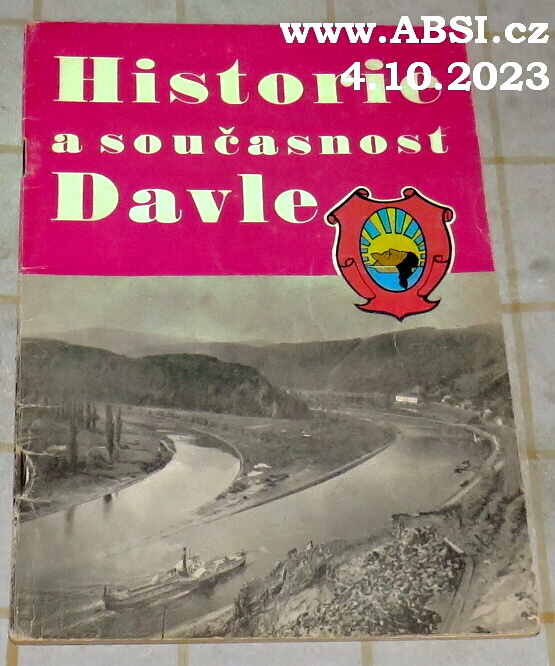 www.ABSI.cz
4.10.2023
Historie
a současnost
Davle